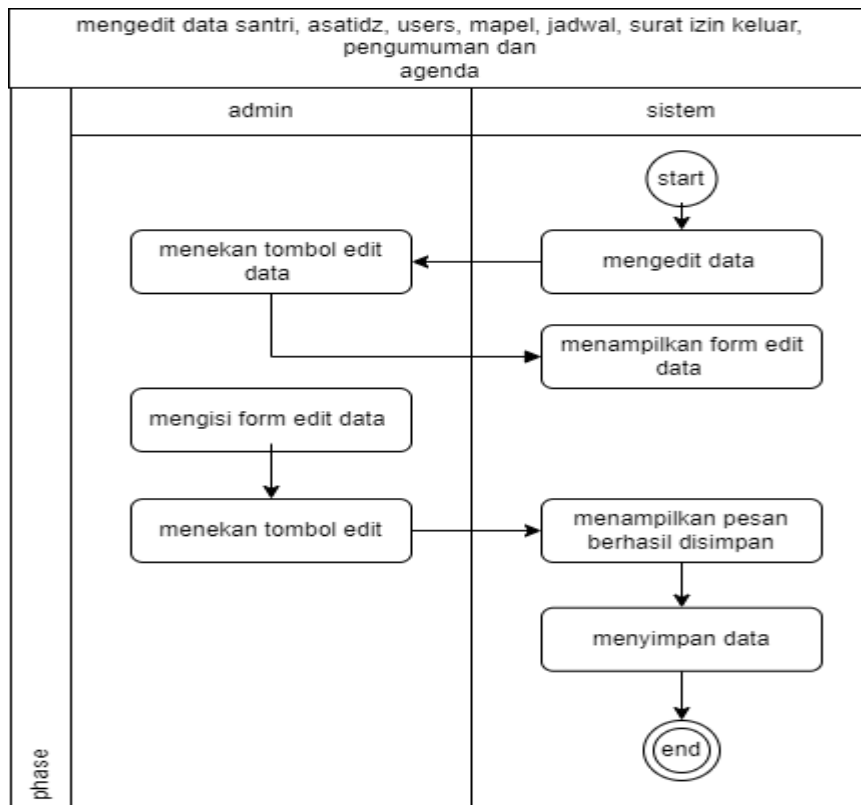 mengedit data santri, asatidz, users, mapel, jadwal, surat izin keluar,
pengumuman dan
agenda
admin
sistem
start
menekan tombol edit
data
mengedit data
menampilkan form edit
data
mengisi form edit data
menekan tombol edit
menampilkan pesan
berhasil disimpan
menyimpan data
end
phase